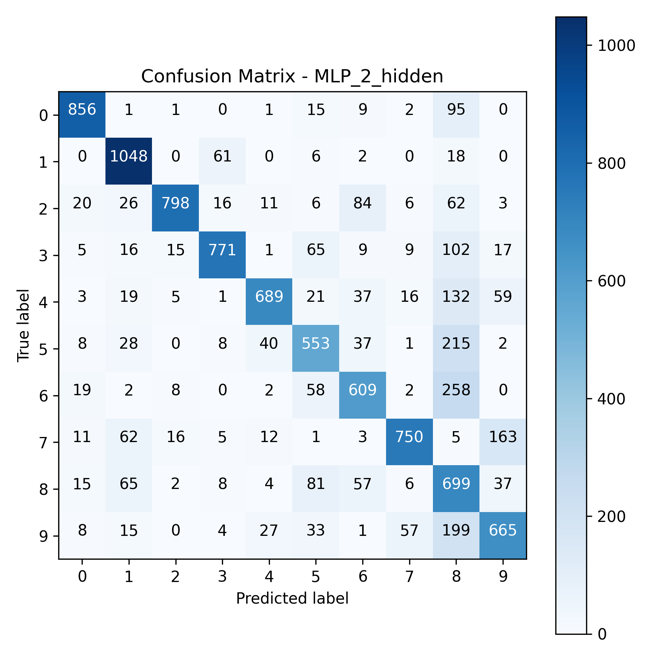 Confusion Matrix - MLP_2_hidden
0 856 1 1 0 1 15 9 2 95 0
1 0 1048 0 61 0 6 2 0 18 0
2 20 26 798 16 11 6 84 6 62 3
3 5 16 15 771 1 65 9 9 102 17
4 3 19 5 1 689 21 37 16 132 59
5 8 28 0 8 40 553 37 1 215 2
6 19 2 8 0 2 58 609 2 258 0
7 11 62 16 5 12 1 3 750 5 163
8 15 65 2 8 4 81 57 6 699 37
9 8 15 0 4 27 33 1 57 199 665
0 1 2 3 4 5 6 7 8 9
Predicted label
True label
1000
800
600
400
200
0